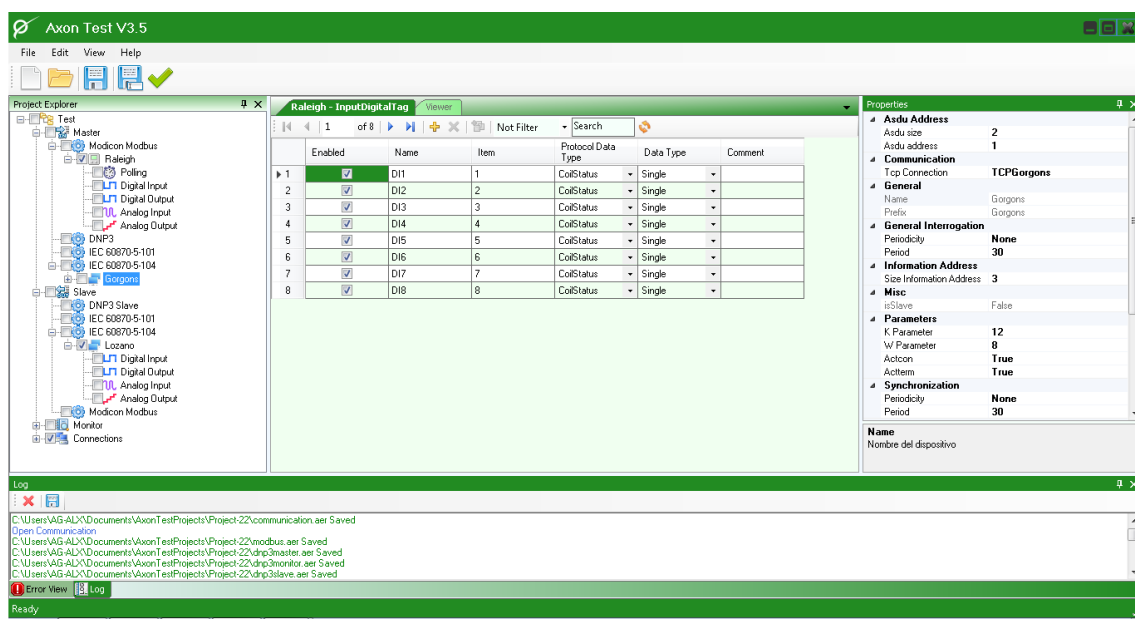 Axon Test V3.5
File Edit View Help
Project Explorer
Test
Master
Modicon Modbus
Raleigh
Polling
Digital Input
Digital Output
Analog Input
Analog Output
DNP3
IEC 60870-5-101
IEC 60870-5-104
Gorgons
Slave
DNP3 Slave
IEC 60870-5-101
IEC 60870-5-104
Lozano
Digital Input
Digital Output
Analog Input
Analog Output
Modicon Modbus
Monitor
Connections
Raleigh - InputDigitalTag Viewer
1 of 8 Not Filter Search
Enabled Name Item Protocol Data Type Data Type Comment
1 DI1 1 CoilStatus Single
2 DI2 2 CoilStatus Single
3 DI3 3 CoilStatus Single
4 DI4 4 CoilStatus Single
5 DI5 5 CoilStatus Single
6 DI6 6 CoilStatus Single
7 DI7 7 CoilStatus Single
8 DI8 8 CoilStatus Single
Properties
Asdu Address
Asdu size 2
Asdu address 1
Communication
Tcp Connection TCPGorgons
General
Name Gorgons
Prefix Gorgons
General Interrogation
Periodicity None
Period 30
Information Address
Size Information Address 3
Misc
isSlave False
Parameters
K Parameter 12
W Parameter 8
Actcon True
Actterm True
Synchronization
Periodicity None
Period 30
Name
Nombre del dispositivo
Log
C:\Users\AG-ALX\Documents\AxonTestProjects\Project-22\communication.aer Saved
Open Communication
C:\Users\AG-ALX\Documents\AxonTestProjects\Project-22\modbus.aer Saved
C:\Users\AG-ALX\Documents\AxonTestProjects\Project-22\dnp3master.aer Saved
C:\Users\AG-ALX\Documents\AxonTestProjects\Project-22\dnp3monitor.aer Saved
C:\Users\AG-ALX\Documents\AxonTestProjects\Project-22\dnp3slave.aer Saved
Error View Log
Ready